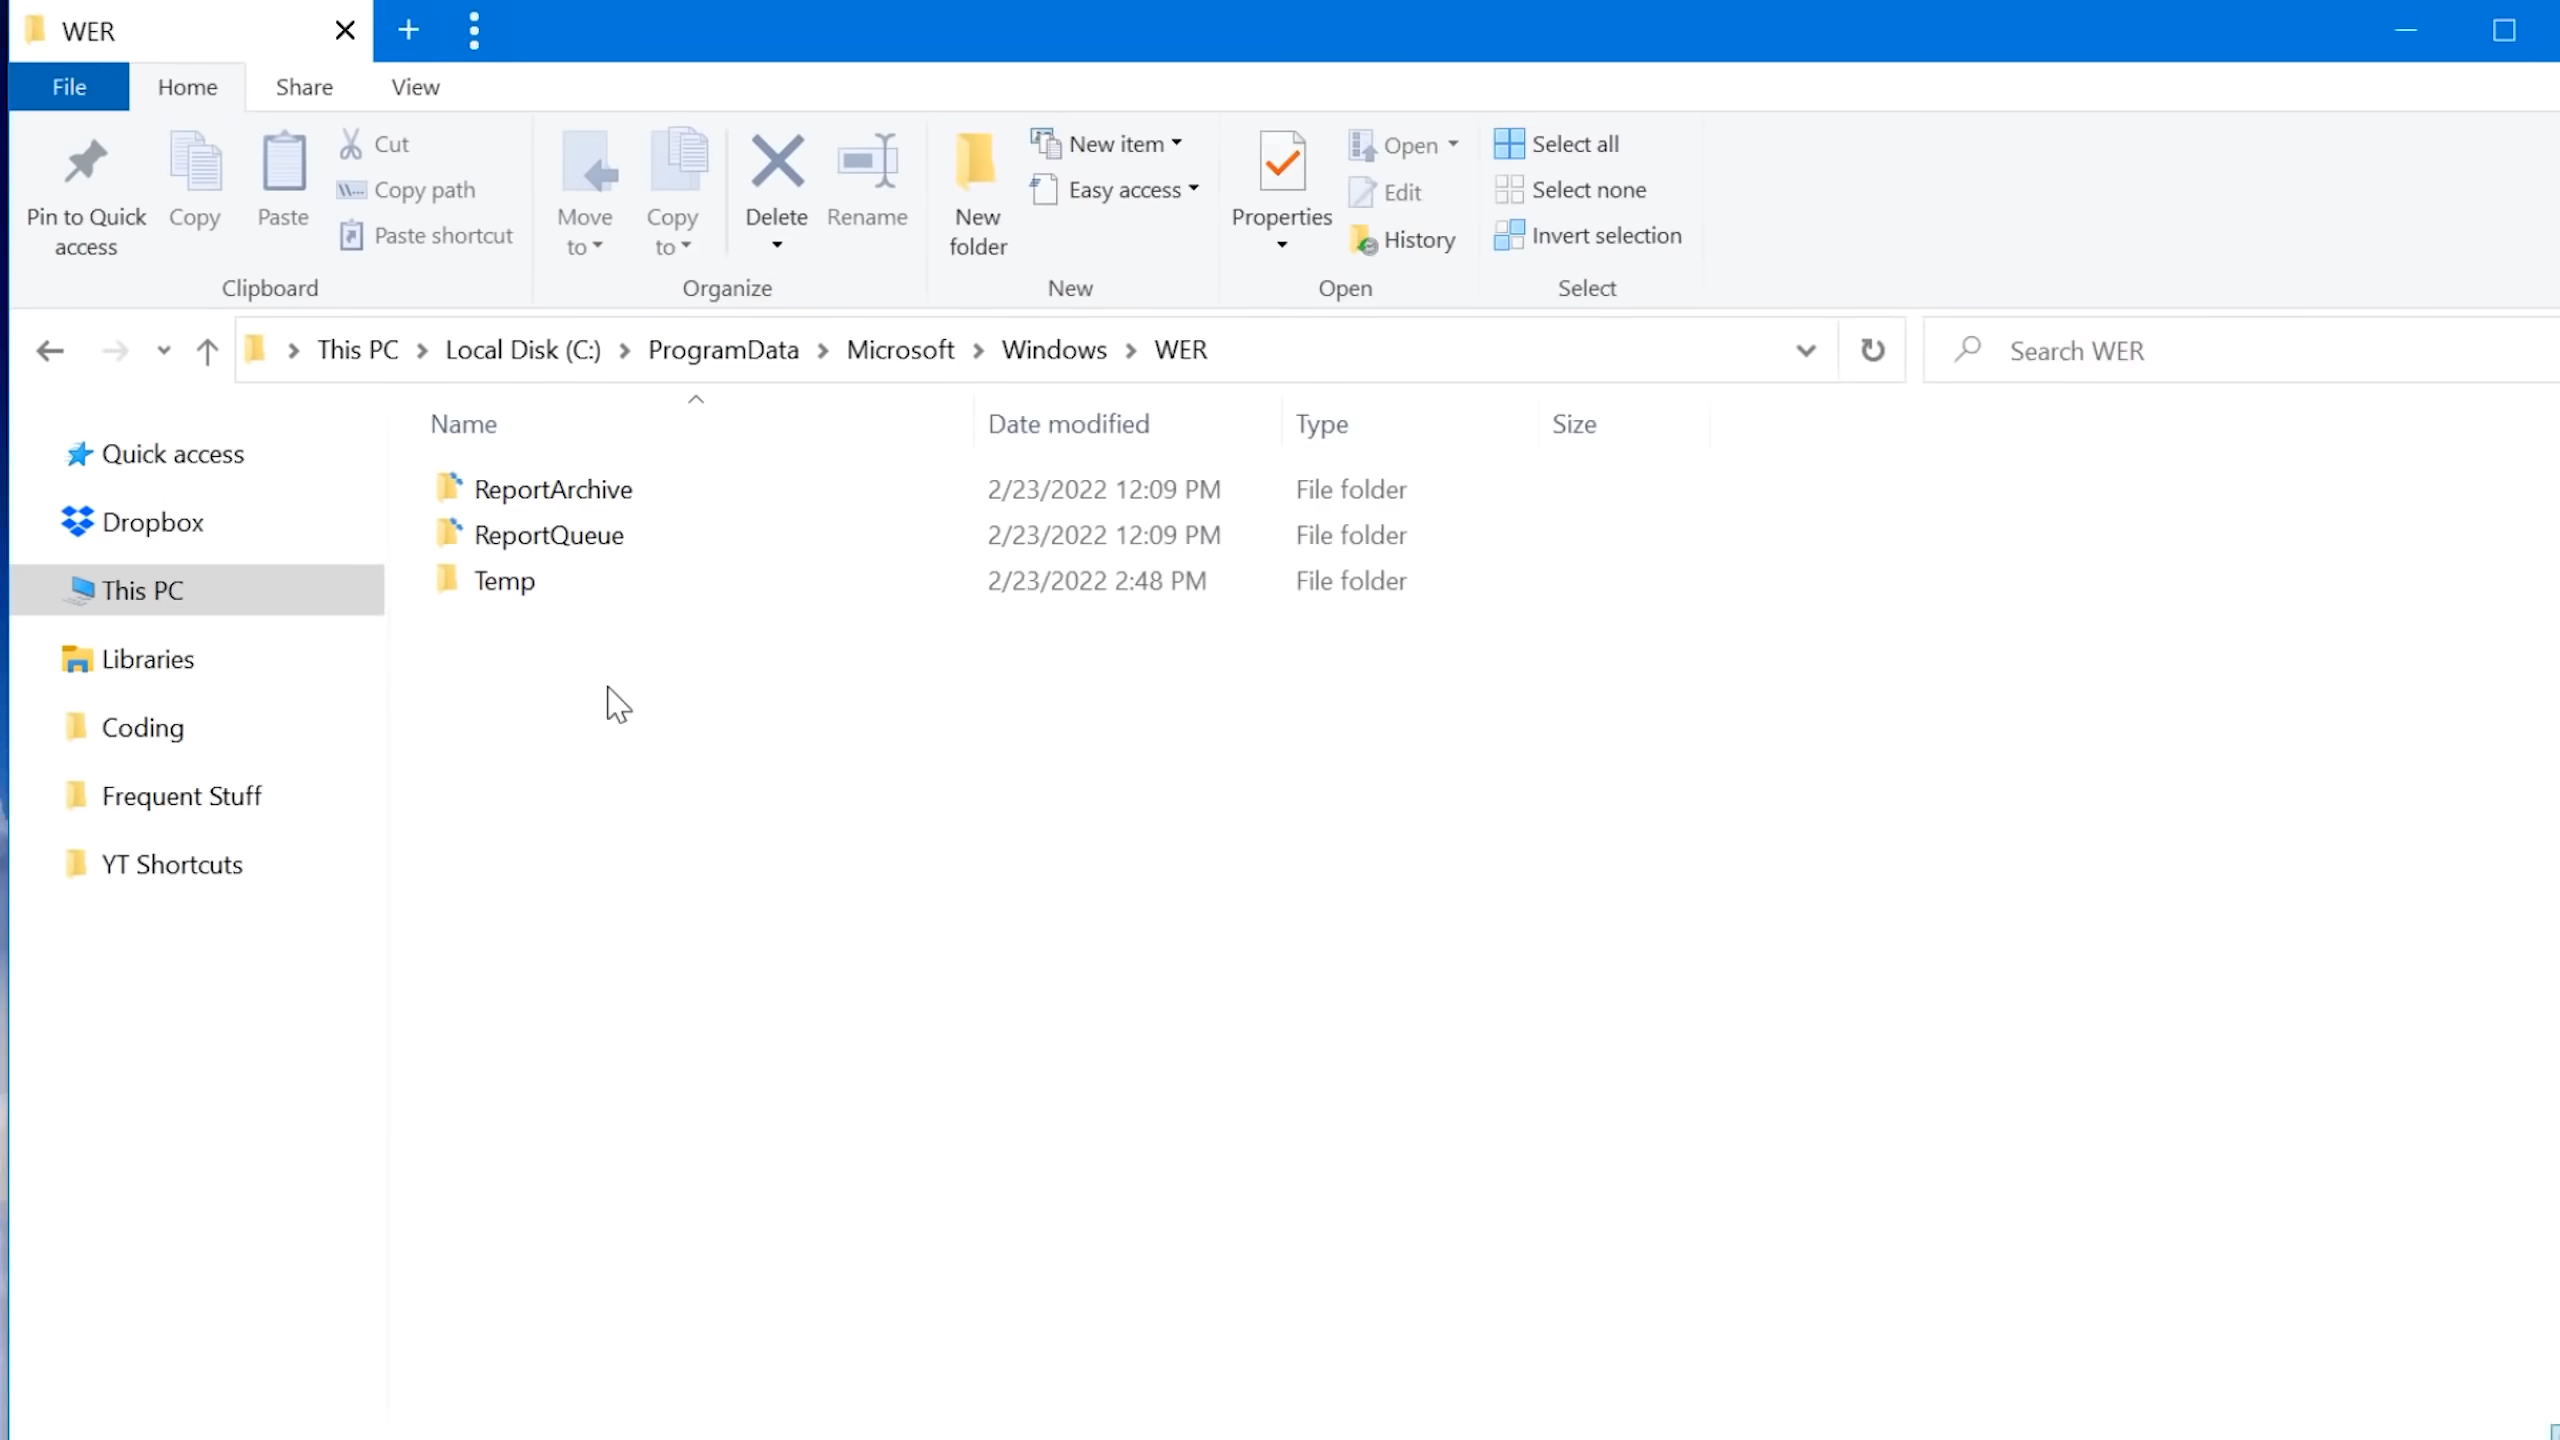 WER
File Home Share View
Pin to Quick access
Copy
Paste
Cut
Copy path
Paste shortcut
Clipboard
Move to
Copy to
Delete
Rename
Organize
New folder
New item
Easy access
New
Properties
Open
Edit
History
Open
Select all
Select none
Invert selection
Select
This PC Local Disk (C:) ProgramData Microsoft Windows WER
Search WER
Quick access
Dropbox
This PC
Libraries
Coding
Frequent Stuff
YT Shortcuts
Name Date modified Type Size
ReportArchive 2/23/2022 12:09 PM File folder
ReportQueue 2/23/2022 12:09 PM File folder
Temp 2/23/2022 2:48 PM File folder